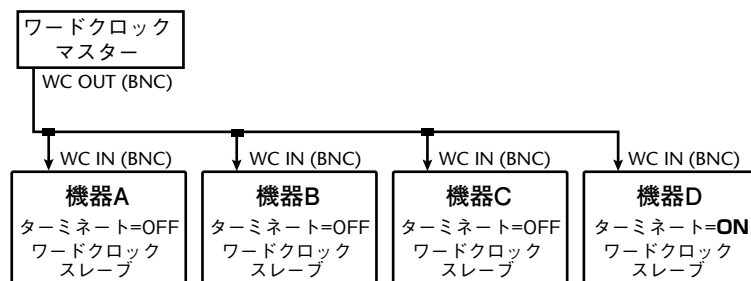 ワードクロック
マスター
WC OUT (BNC)
WC IN (BNC)
WC IN (BNC)
WC IN (BNC)
WC IN (BNC)
機器A
ターミネート=OFF
ワードクロック
スレーブ
機器B
ターミネート=OFF
ワードクロック
スレーブ
機器C
ターミネート=OFF
ワードクロック
スレーブ
機器D
ターミネート=ON
ワードクロック
スレーブ